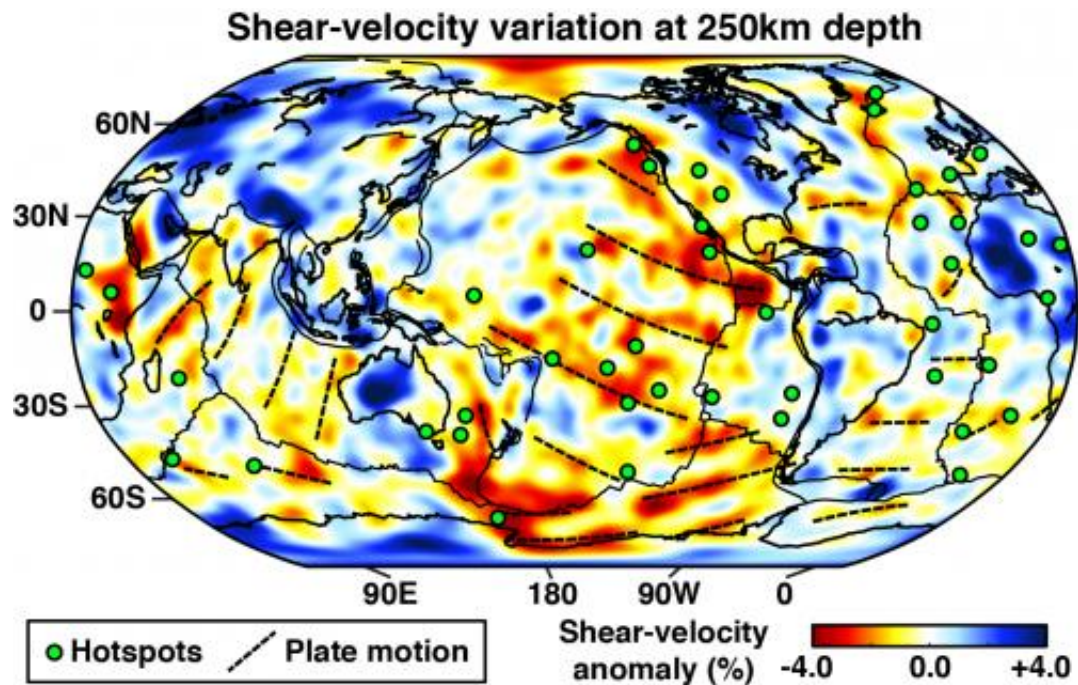 Shear-velocity variation at 250km depth
60N
30N
0
30S
60S
90E 180 90W 0
Hotspots Plate motion
Shear-velocity
anomaly (%)
-4.0 0.0 +4.0